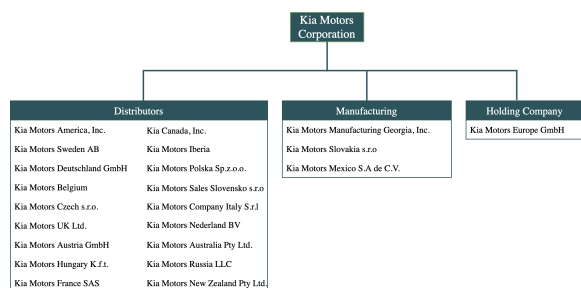 Kia Motors
Corporation
Distributors
Kia Motors America, Inc.
Kia Canada, Inc.
Kia Motors Sweden AB
Kia Motors Iberia
Kia Motors Deutschland GmbH
Kia Motors Polska Sp.z.o.o.
Kia Motors Belgium
Kia Motors Sales Slovensko s.r.o
Kia Motors Czech s.r.o.
Kia Motors Company Italy S.r.l
Kia Motors UK Ltd.
Kia Motors Nederland BV
Kia Motors Austria GmbH
Kia Motors Australia Pty Ltd.
Kia Motors Hungary K.f.t.
Kia Motors Russia LLC
Kia Motors France SAS
Kia Motors New Zealand Pty Ltd.
Manufacturing
Kia Motors Manufacturing Georgia, Inc.
Kia Motors Slovakia s.r.o
Kia Motors Mexico S.A de C.V.
Holding Company
Kia Motors Europe GmbH